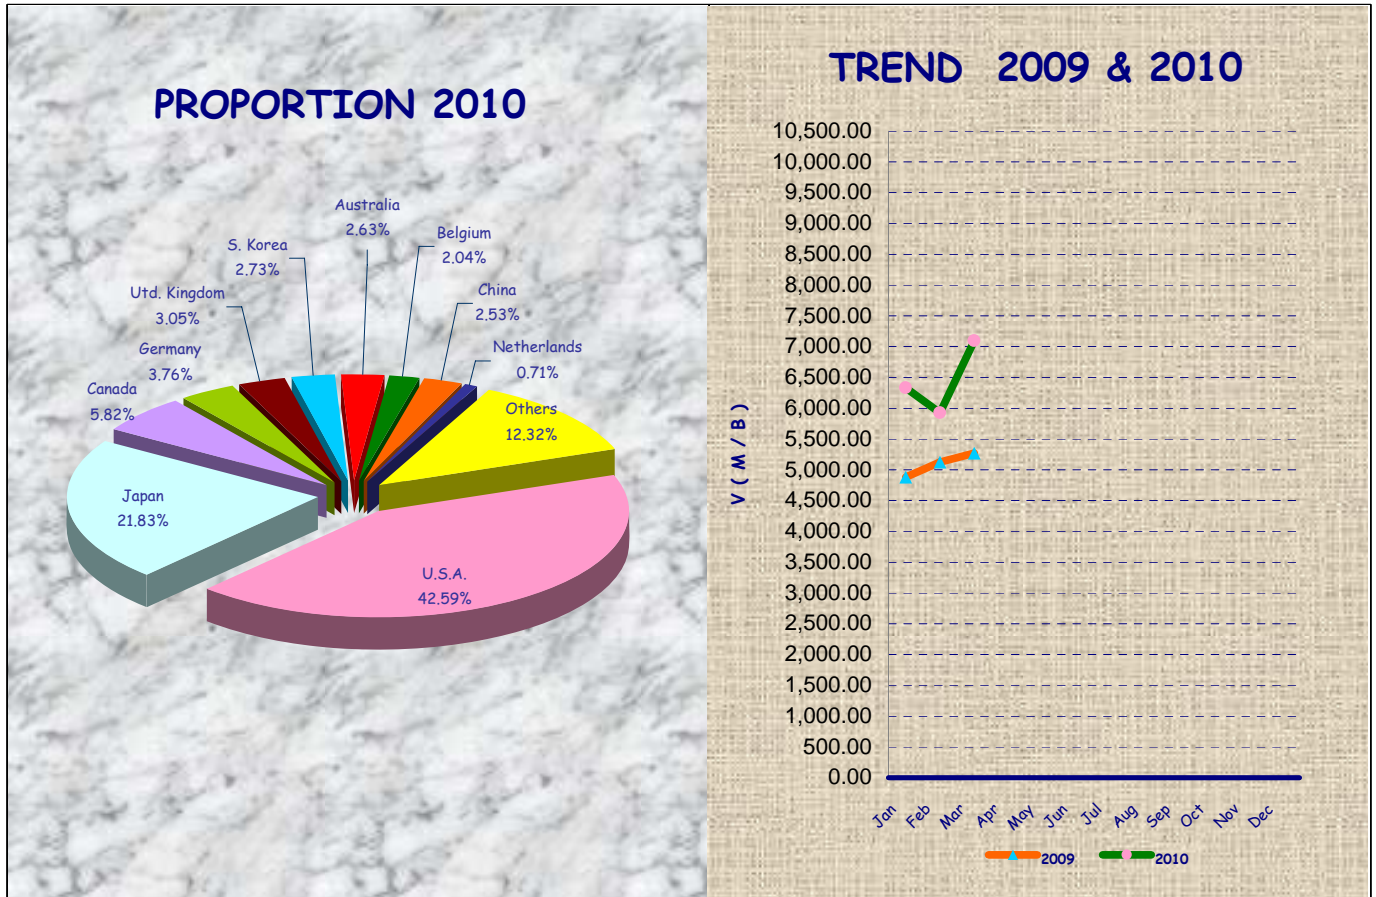 PROPORTION 2010
Australia
2.63%
Belgium
2.04%
S. Korea
2.73%
China
2.53%
Utd. Kingdom
3.05%
Netherlands
0.71%
Germany
3.76%
Canada
5.82%
Others
12.32%
Japan
21.83%
U.S.A.
42.59%
TREND 2009 & 2010
10,500.00
10,000.00
9,500.00
9,000.00
8,500.00
8,000.00
7,500.00
7,000.00
6,500.00
6,000.00
5,500.00
5,000.00
4,500.00
4,000.00
3,500.00
3,000.00
2,500.00
2,000.00
1,500.00
1,000.00
500.00
0.00
V ( M / B )
Jan Feb Mar Apr May Jun Jul Aug Sep Oct Nov Dec
2009 2010